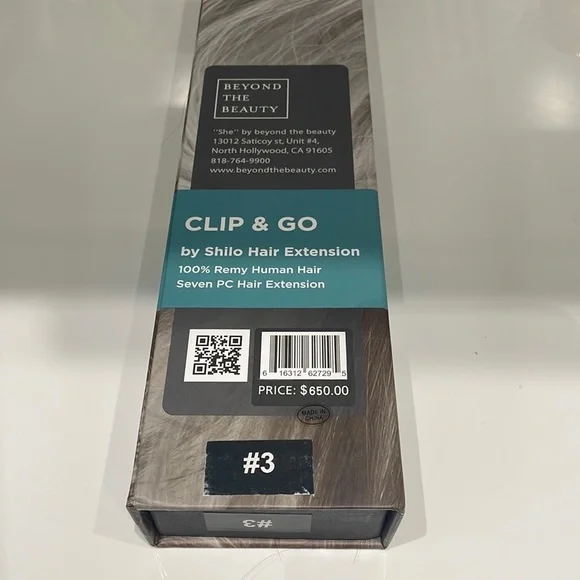 BEYOND
THE
BEAUTY
"She" by beyond the beauty
13012 Saticoy st, Unit #4,
North Hollywood, CA 91605
818-764-9900
www.beyondthebeauty.com
CLIP & GO
by Shilo Hair Extension
100% Remy Human Hair
Seven PC Hair Extension
6 16312 62729 5
PRICE: $650.00
MADE IN
CHINA
#3
#3